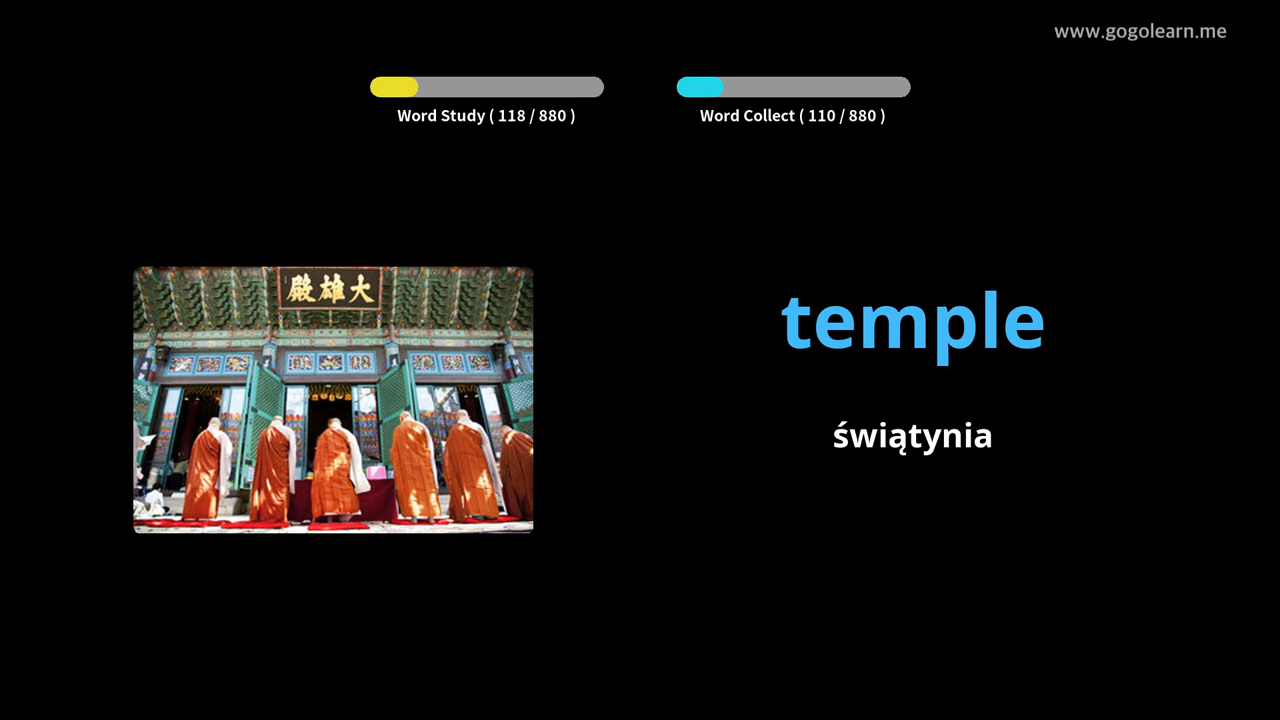 www.gogolearn.me
Word Study ( 118 / 880 )
Word Collect ( 110 / 880 )
殿雄大
temple
świątynia